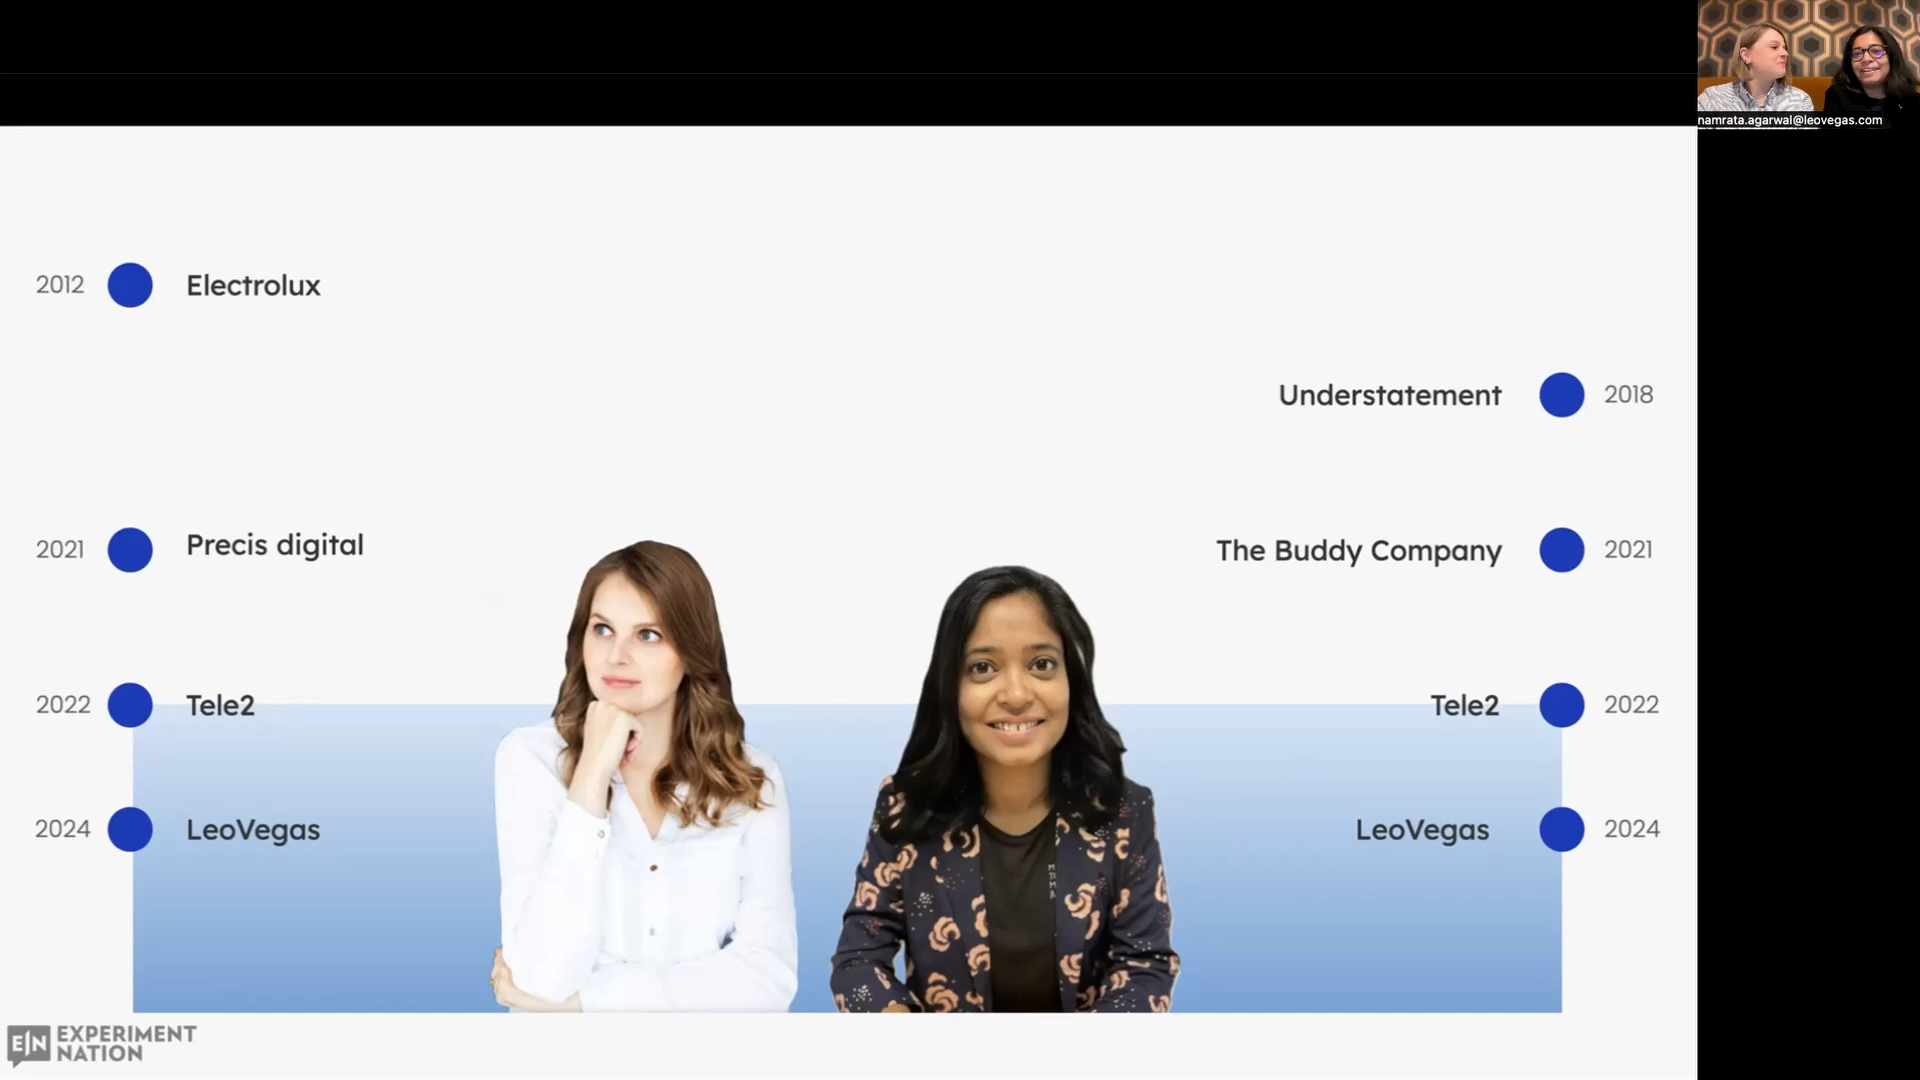 namrata.agarwal@leovegas.com
2012 Electrolux
Understatement 2018
2021 Precis digital
The Buddy Company 2021
2022 Tele2
Tele2 2022
2024 LeoVegas
LeoVegas 2024
EIN EXPERIMENT
NATION